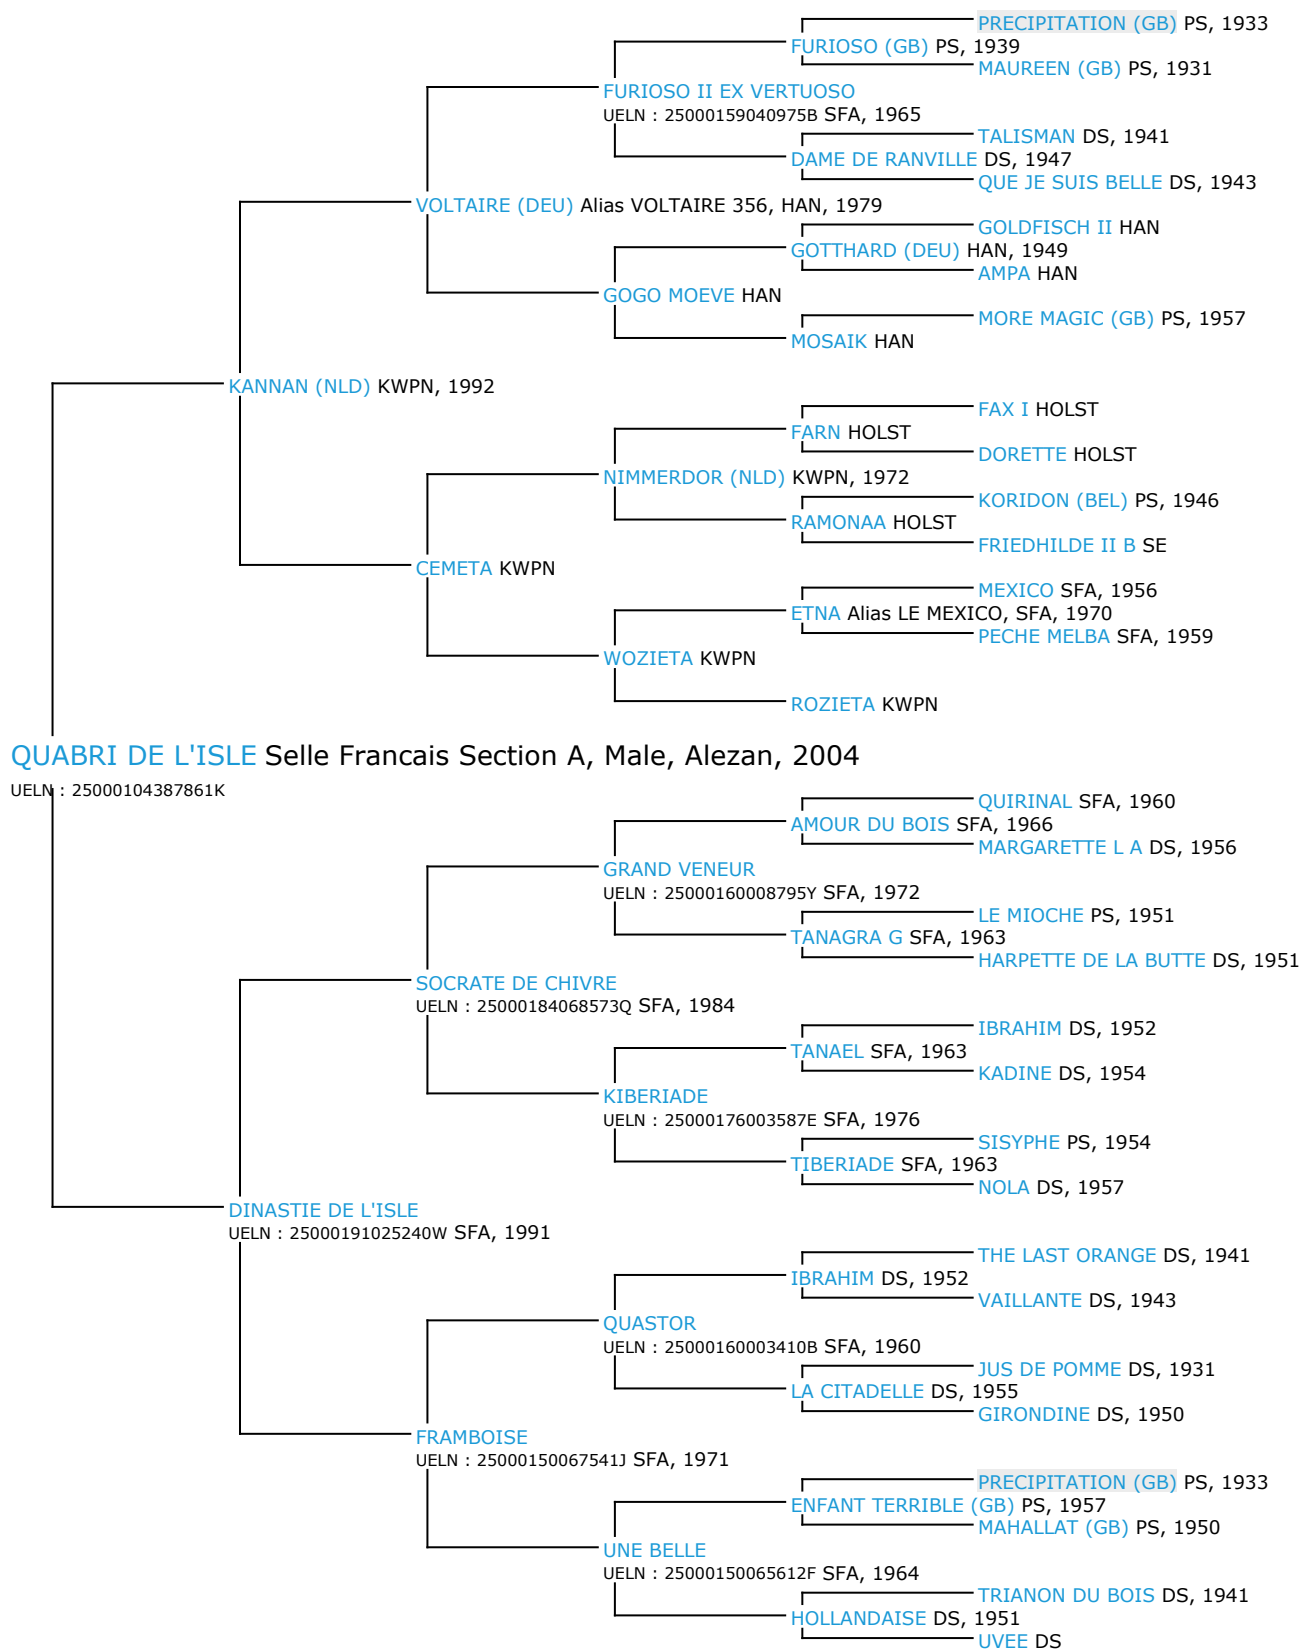 PRECIPITATION (GB) PS, 1933
FURIOSO (GB) PS, 1939
MAUREEN (GB) PS, 1931
FURIOSO II EX VERTUOSO
UELN : 25000159040975B SFA, 1965
TALISMAN DS, 1941
DAME DE RANVILLE DS, 1947
QUE JE SUIS BELLE DS, 1943
VOLTAIRE (DEU) Alias VOLTAIRE 356, HAN, 1979
GOLDFISCH II HAN
GOTTHARD (DEU) HAN, 1949
AMPA HAN
GOGO MOEVE HAN
MORE MAGIC (GB) PS, 1957
MOSAIK HAN
KANNAN (NLD) KWPN, 1992
FAX I HOLST
FARN HOLST
DORETTE HOLST
NIMMERDOR (NLD) KWPN, 1972
KORIDON (BEL) PS, 1946
RAMONAA HOLST
FRIEDHILDE II B SE
CEMETA KWPN
MEXICO SFA, 1956
ETNA Alias LE MEXICO, SFA, 1970
PECHE MELBA SFA, 1959
WOZIETA KWPN
ROZIETA KWPN
QUABRI DE L'ISLE Selle Francais Section A, Male, Alezan, 2004
UELN : 25000104387861K
QUIRINAL SFA, 1960
AMOUR DU BOIS SFA, 1966
MARGARETTE L A DS, 1956
GRAND VENEUR
UELN : 25000160008795Y SFA, 1972
LE MIOCHE PS, 1951
TANAGRA G SFA, 1963
HARPETTE DE LA BUTTE DS, 1951
SOCRATE DE CHIVRE
UELN : 25000184068573Q SFA, 1984
IBRAHIM DS, 1952
TANAEL SFA, 1963
KADINE DS, 1954
KIBERIADE
UELN : 25000176003587E SFA, 1976
SISYPHE PS, 1954
TIBERIADE SFA, 1963
NOLA DS, 1957
DINASTIE DE L'ISLE
UELN : 25000191025240W SFA, 1991
THE LAST ORANGE DS, 1941
IBRAHIM DS, 1952
VAILLANTE DS, 1943
QUASTOR
UELN : 25000160003410B SFA, 1960
JUS DE POMME DS, 1931
LA CITADELLE DS, 1955
GIRONDINE DS, 1950
FRAMBOISE
UELN : 25000150067541J SFA, 1971
PRECIPITATION (GB) PS, 1933
ENFANT TERRIBLE (GB) PS, 1957
MAHALLAT (GB) PS, 1950
UNE BELLE
UELN : 25000150065612F SFA, 1964
TRIANON DU BOIS DS, 1941
HOLLANDAISE DS, 1951
UVEE DS